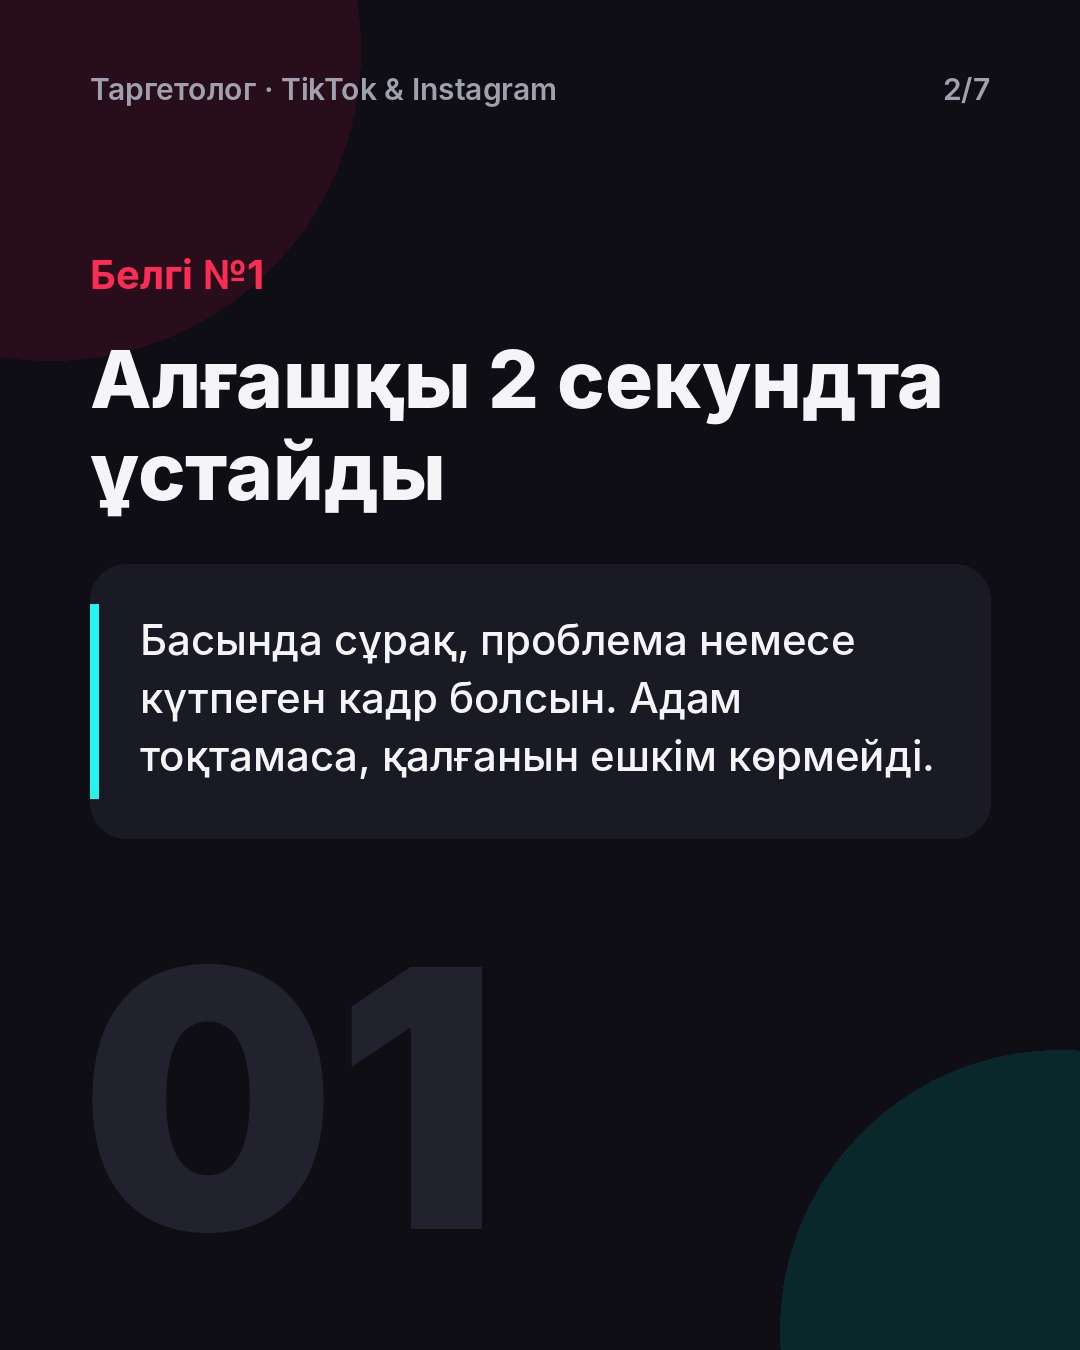 Таргетолог · TikTok & Instagram
2/7
Белгі №1
Алғашқы 2 секундта
ұстайды
Басында сұрақ, проблема немесе
күтпеген кадр болсын. Адам
тоқтамаса, қалғанын ешкім көрмейді.
01